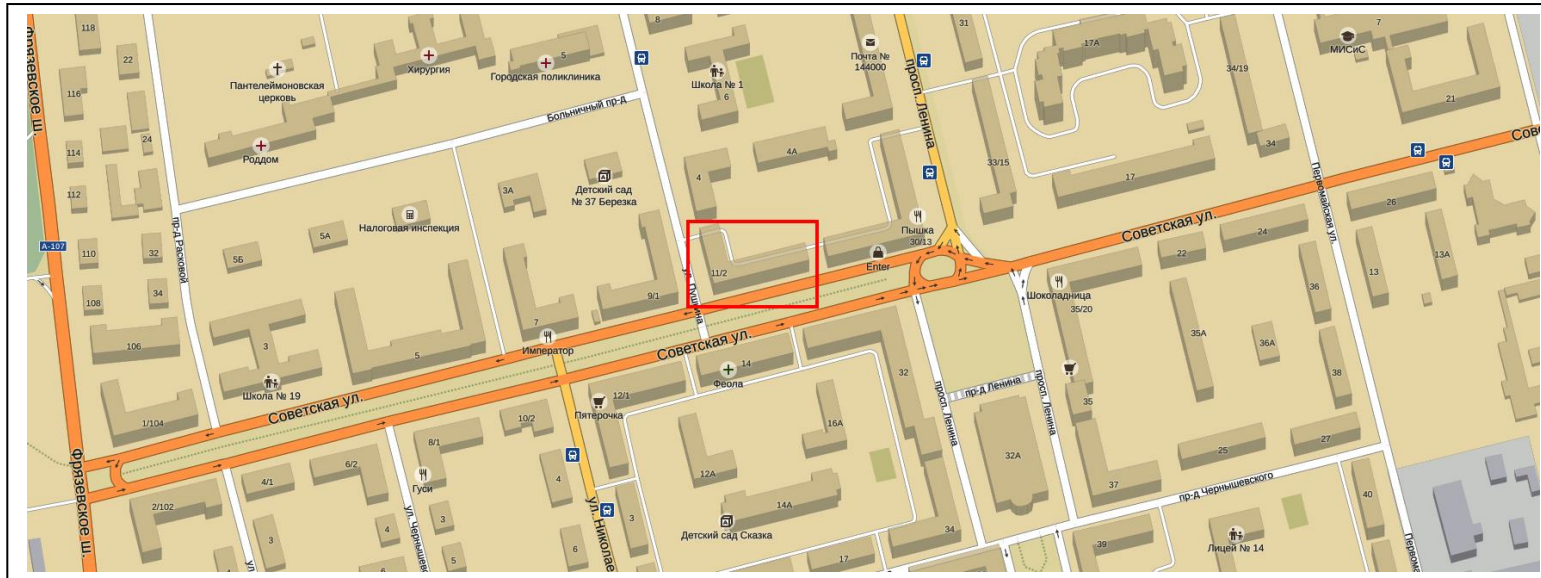 118
22
Фрязевское ш.
116
Пантелеймоновская
церковь
Хирургия
5
Городская поликлиника
8
Школа № 1
6
Почта №
144000
31
просп. Ленина
17А
34/19
7
МИСиС
21
Сов
114
24
Роддом
Больничный пр-д
112
3А
Детский сад
№ 37 Березка
4
4А
33/15
17
34
Первомайская ул.
26
Налоговая инспекция
5А
5Б
А-107
110
32
пр-д Расковой
Пышка
30/13
Советская ул.
24
22
13
13А
11/2
ул. Пушкина
Enter
9/1
108
34
Шоколадница
35/20
36
7
Император
106
3
5
Советская ул.
14
Феола
35А
36А
38
32
Школа № 19
12/1
Пятерочка
просп. Ленина
пр-д Ленина
просп. Ленина
35
1/104
Советская ул.
10/2
16А
8/1
25
27
Фрязевское ш.
6/2
4/1
Гуси
4
12А
32А
37
пр-д Чернышевского
40
2/102
3
ул. Чернышевс
3
4
ул. Николае
3
14А
Детский сад Сказка
34
Лицей № 14
39
Первома
5
6
17